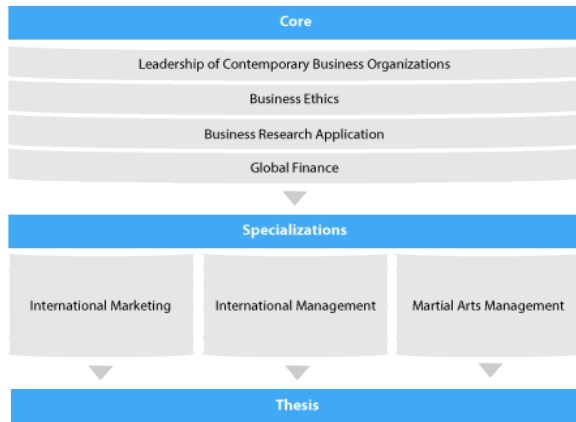 Core
Leadership of Contemporary Business Organizations
Business Ethics
Business Research Application
Global Finance
Specializations
International Marketing
International Management
Martial Arts Management
Thesis